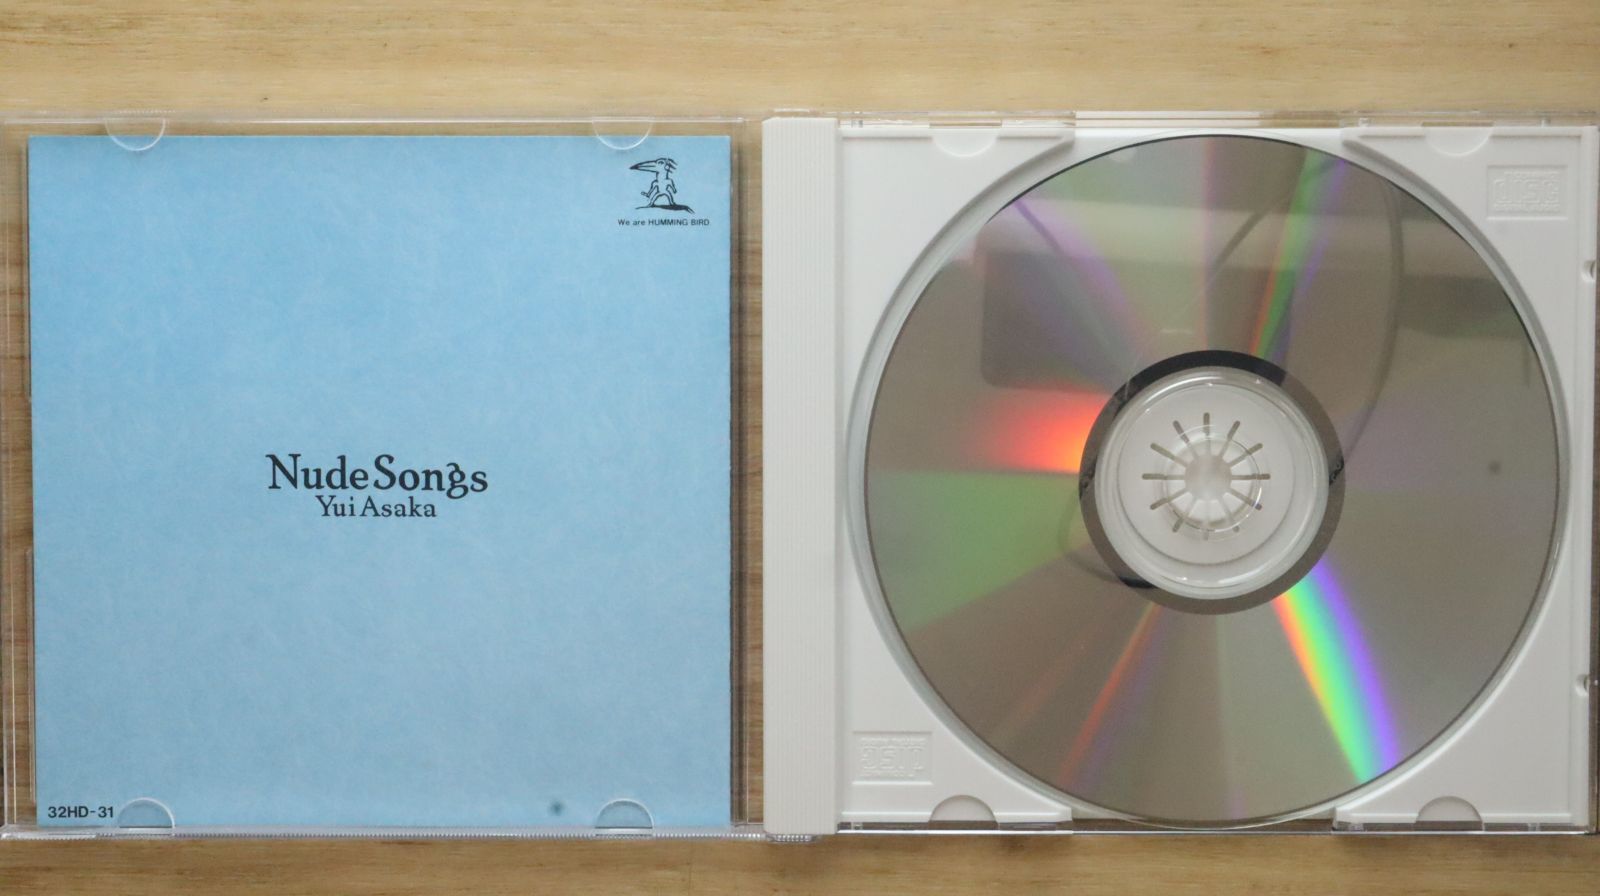 We are HUMMING BIRD
Nude Songs
Yui Asaka
32HD-31